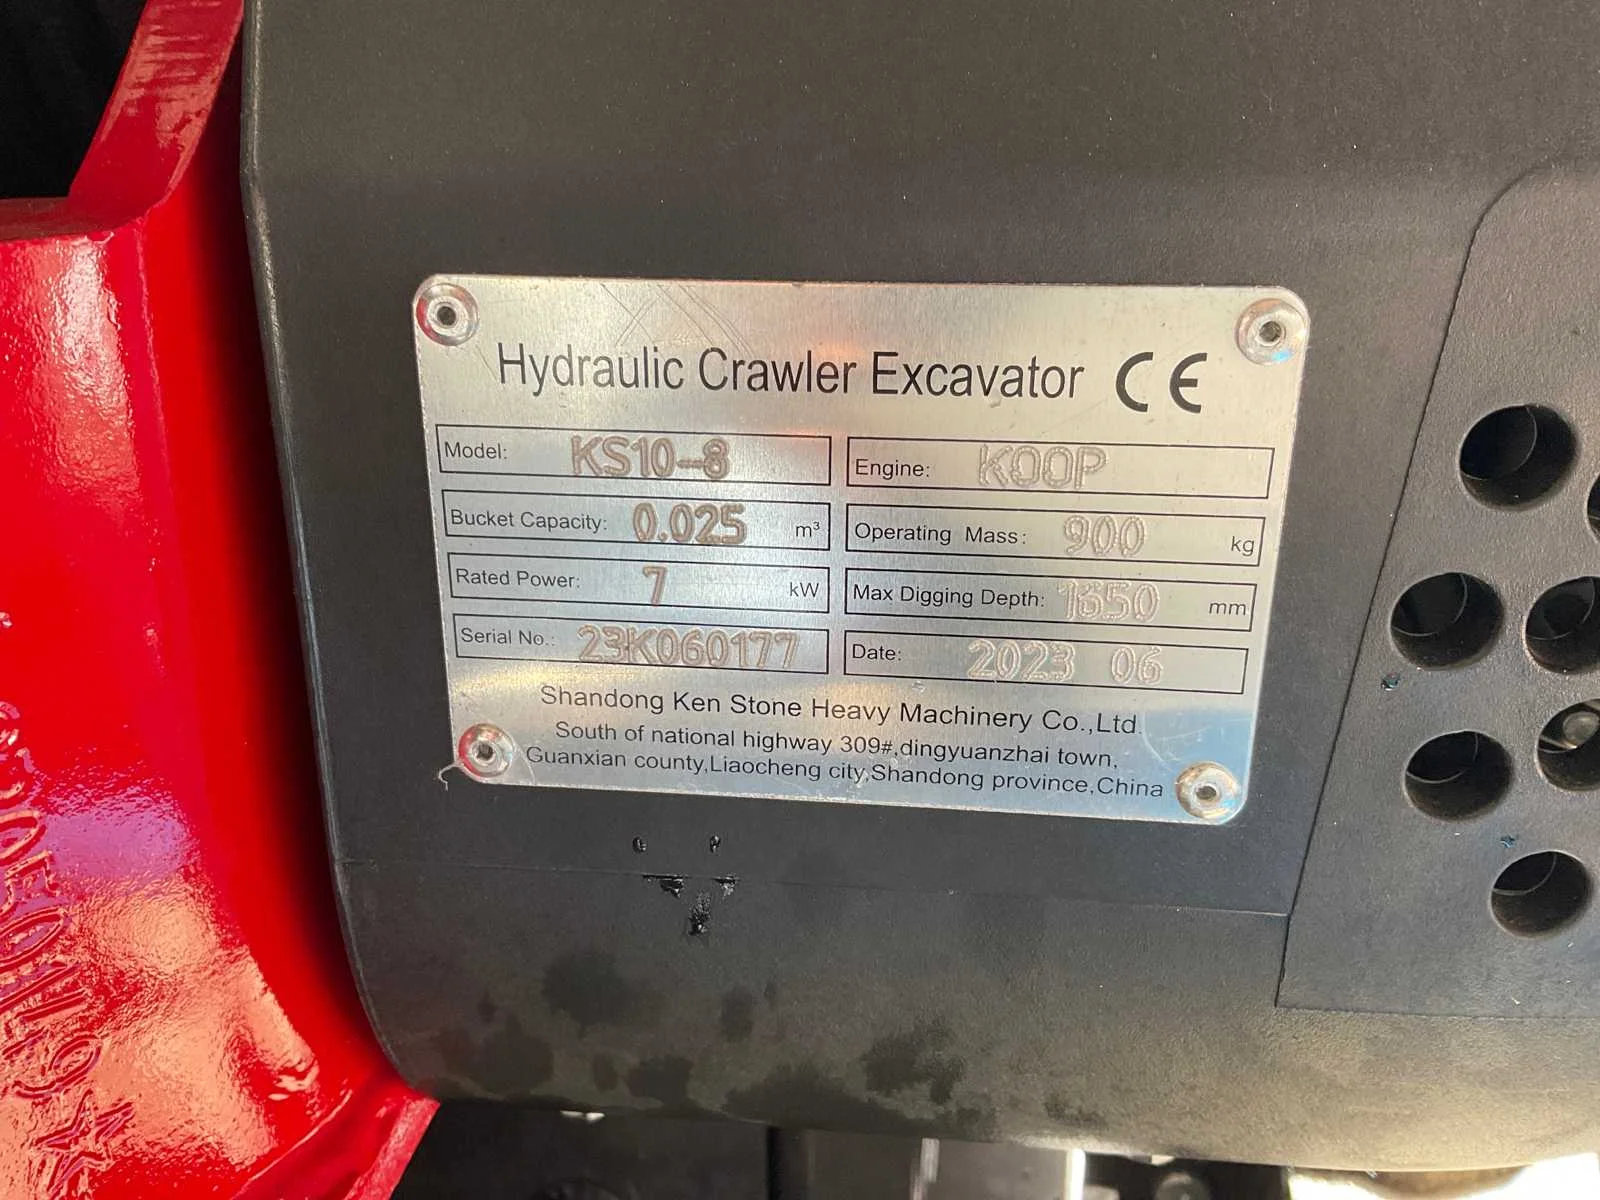 Hydraulic Crawler Excavator CE
Model: KS10-8
Engine: KOOP
Bucket Capacity: 0.025 m³
Operating Mass: 900 kg
Rated Power: 7 kW
Max Digging Depth: 1650 mm
Serial No.: 23K060177
Date: 2023 06
Shandong Ken Stone Heavy Machinery Co.,Ltd.
South of national highway 309#,dingyuanzhai town,
Guanxian county,Liaocheng city,Shandong province,China